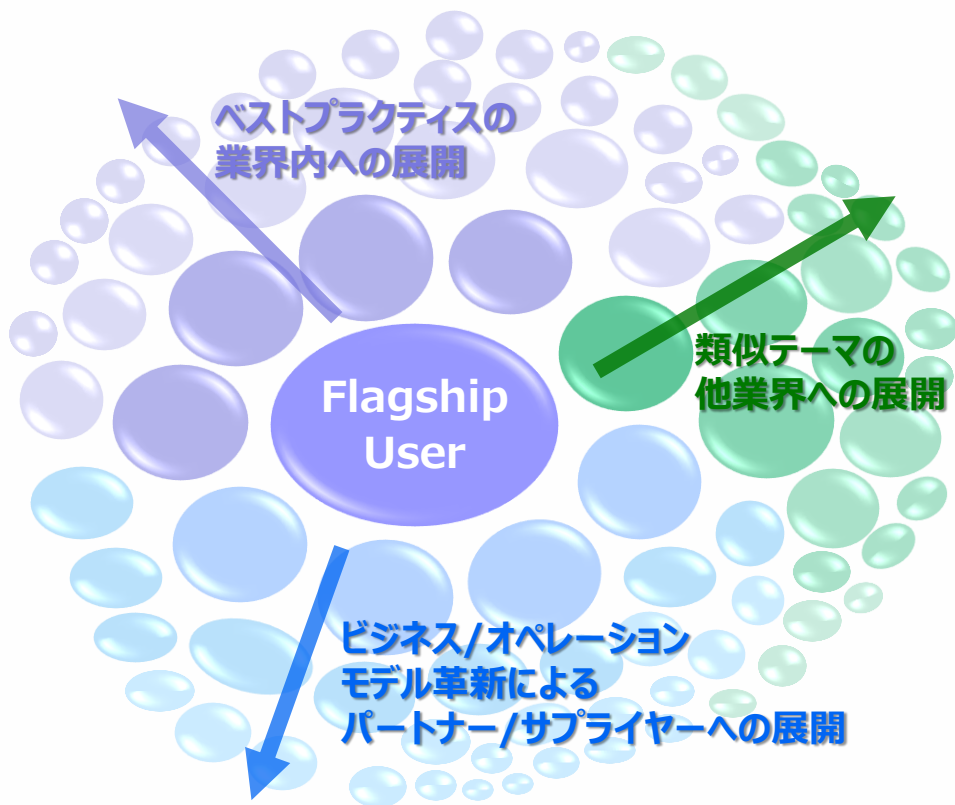 ベストプラクティスの
業界内への展開
類似テーマの
他業界への展開
Flagship
User
ビジネス/オペレーション
モデル革新による
パートナー/サプライヤーへの展開